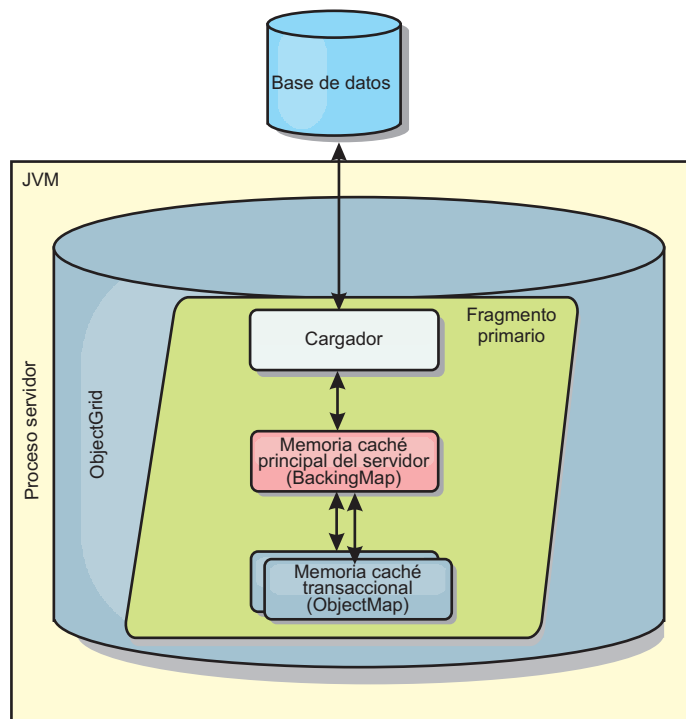 Base de datos
JVM
Proceso servidor
ObjectGrid
Fragmento
primario
Cargador
Memoria caché
principal del servidor
(BackingMap)
Memoria caché
transaccional
(ObjectMap)